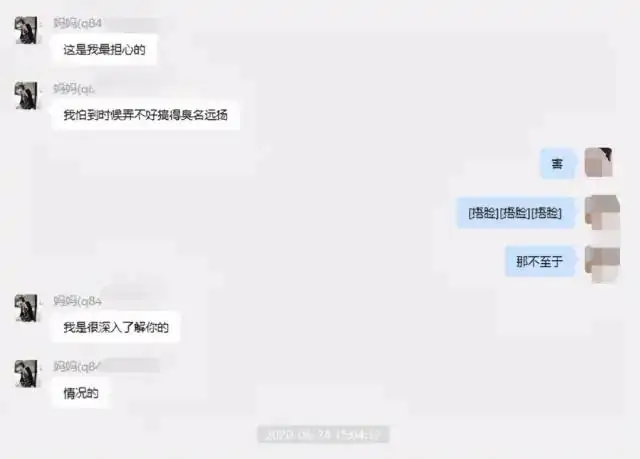 妈妈(q84
这是我最担心的
妈妈(q
我怕到时候弄不好搞得臭名远扬
害
[捂脸][捂脸][捂脸]
那不至于
妈妈(q84
我是很深入了解你的
妈妈(q84
情况的